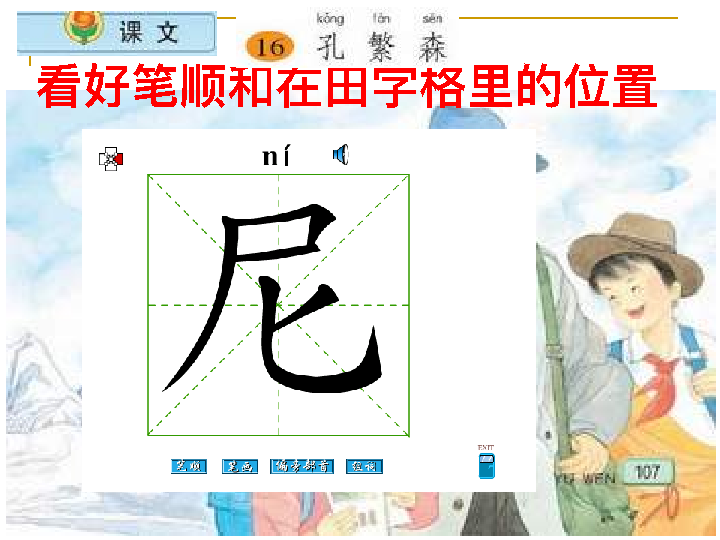 kǒng fán sēn
课 文 16 孔 繁 森
看好笔顺和在田字格里的位置
ní
EXIT
笔顺 笔画 偏旁部首 组词
YU WEN 107